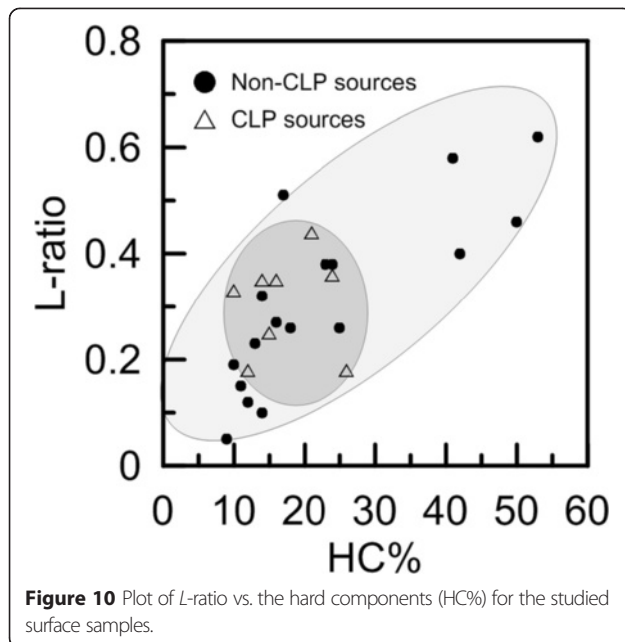 0.8
Non-CLP sources
CLP sources
0.6
L-ratio
0.4
0.2
0
0 10 20 30 40 50 60
HC%
Figure 10 Plot of L-ratio vs. the hard components (HC%) for the studied
surface samples.